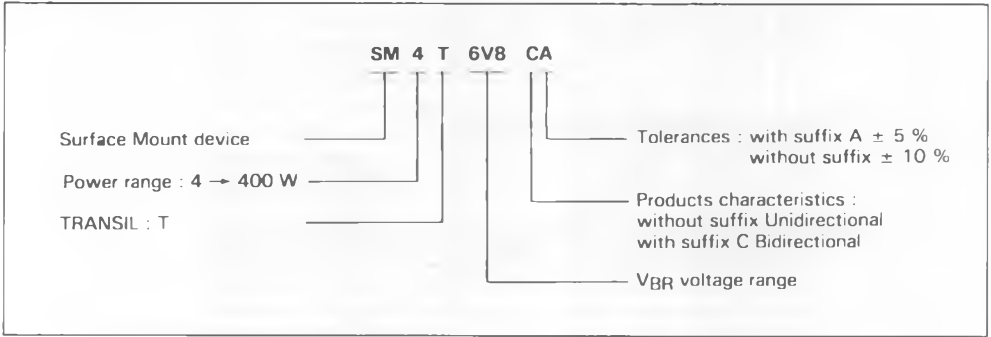 SM 4 T 6V8 CA
Surface Mount device
Power range : 4 → 400 W
TRANSIL : T
Tolerances : with suffix A ± 5 %
without suffix ± 10 %
Products characteristics :
without suffix Unidirectional
with suffix C Bidirectional
VBR voltage range